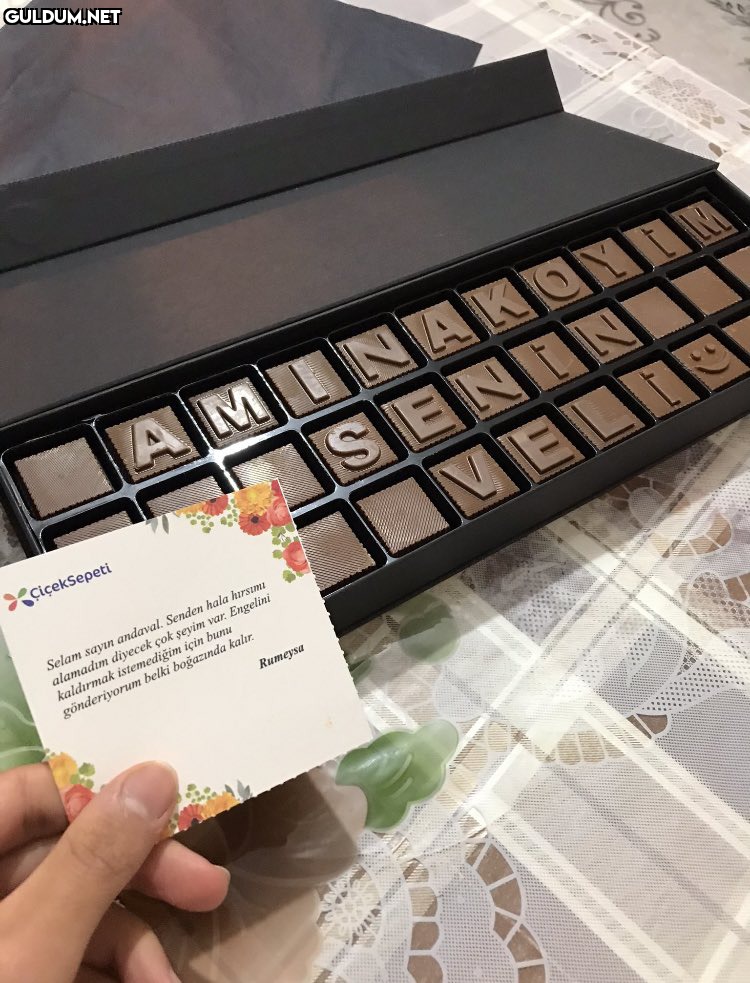 GULDUM.NET
AMINAKOYİM
SENİN
VELİ
ÇiçekSepeti
Selam sayın andaval. Senden hala hırsımı
alamadım diyecek çok şeyim var. Engelini
kaldırmak istemediğim için bunu
gönderiyorum belki boğazında kalır.
Rumeysa